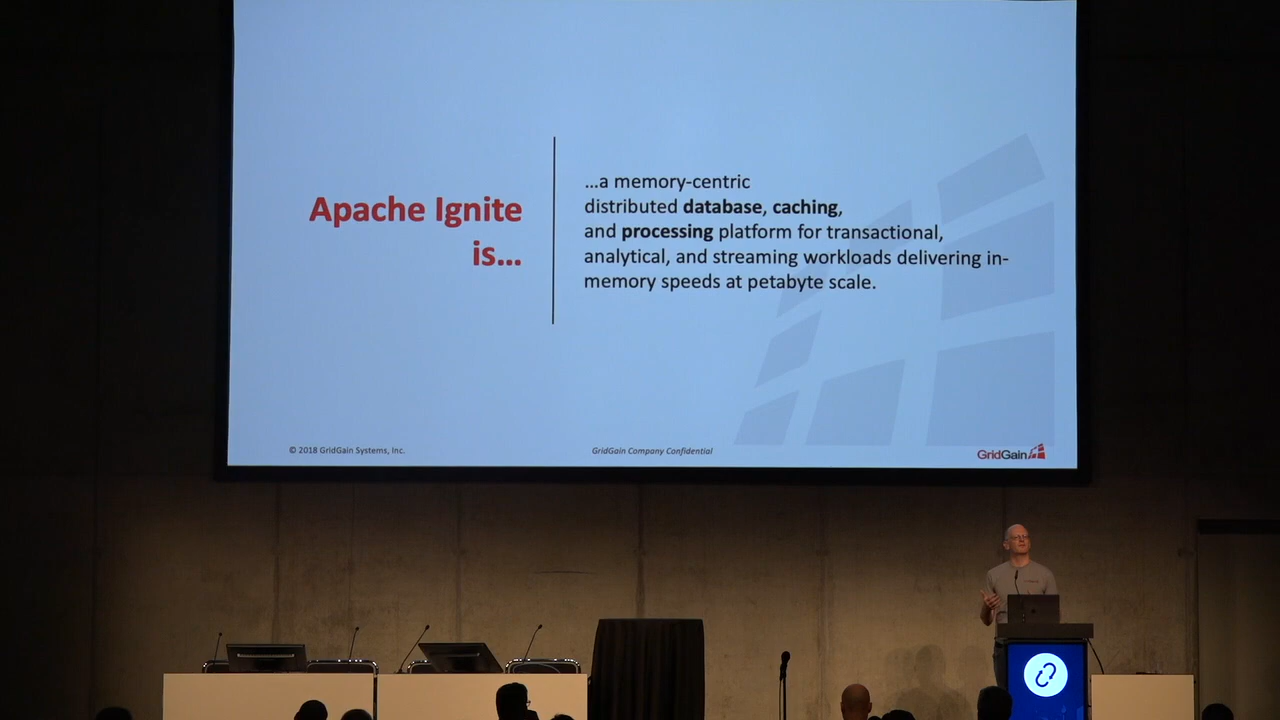 Apache Ignite
is...
...a memory-centric
distributed database, caching,
and processing platform for transactional,
analytical, and streaming workloads delivering in-
memory speeds at petabyte scale.
© 2018 GridGain Systems, Inc.
GridGain Company Confidential
GridGain